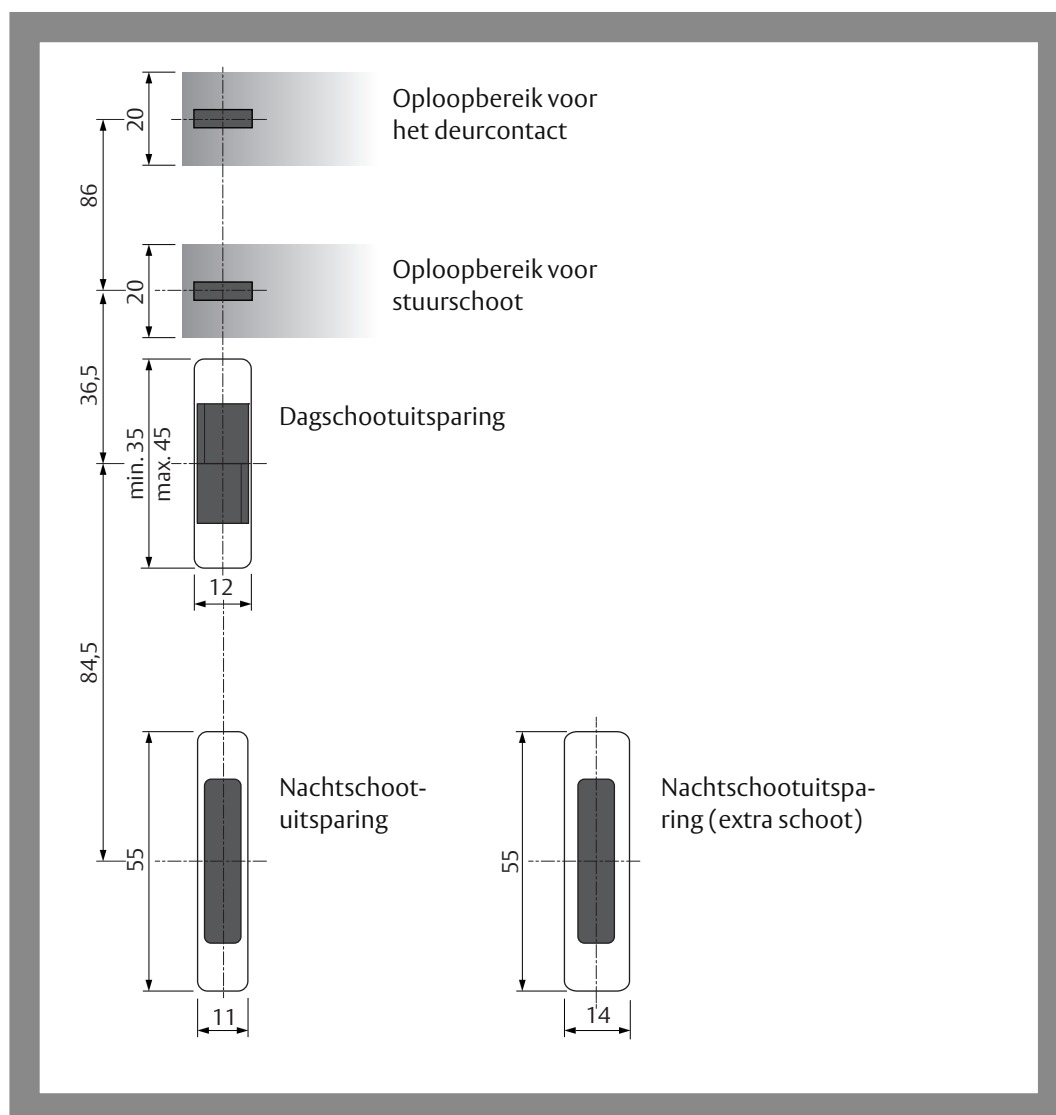 20
Oploopbereik voor
het deurcontact
86
20
Oploopbereik voor
stuurschoot
36,5
min. 35
max. 45
Dagschootuitsparing
12
84,5
55
Nachtschoot-
uitsparing
11
55
Nachtschootuitspa-
ring (extra schoot)
14